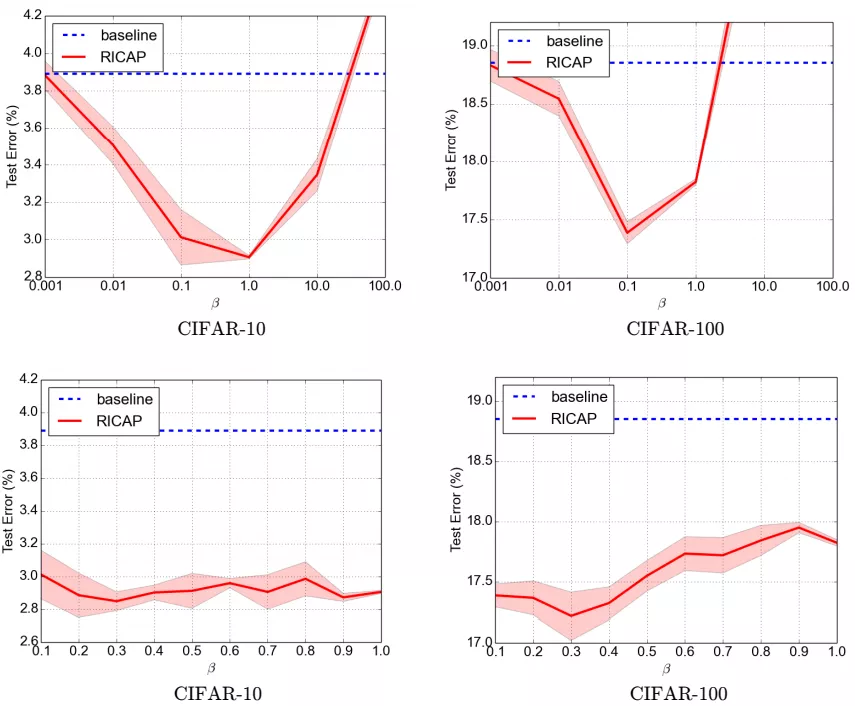 4.2
4.0
3.8
3.6
3.4
3.2
3.0
2.8
Test Error (%)
baseline
RICAP
0.001 0.01 0.1 1.0 10.0 100.0
β
CIFAR-10
19.0
18.5
18.0
17.5
17.0
Test Error (%)
baseline
RICAP
0.001 0.01 0.1 1.0 10.0 100.0
β
CIFAR-100
4.2
4.0
3.8
3.6
3.4
3.2
3.0
2.8
2.6
Test Error (%)
baseline
RICAP
0.1 0.2 0.3 0.4 0.5 0.6 0.7 0.8 0.9 1.0
β
CIFAR-10
19.0
18.5
18.0
17.5
17.0
Test Error (%)
baseline
RICAP
0.1 0.2 0.3 0.4 0.5 0.6 0.7 0.8 0.9 1.0
β
CIFAR-100